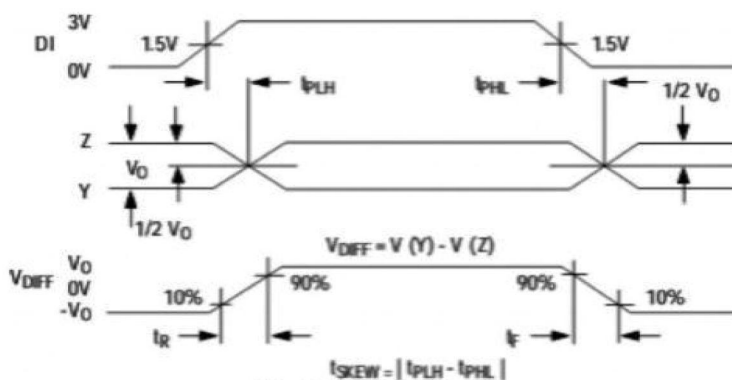 3V
DI
1.5V
1.5V
0V
tPLH
tPHL
1/2 VO
Z
VO
Y
1/2 VO
VDIFF = V (Y) - V (Z)
VDIFF
VO
0V
-VO
10%
90%
90%
10%
tR
tF
tSKEW = | tPLH - tPHL |